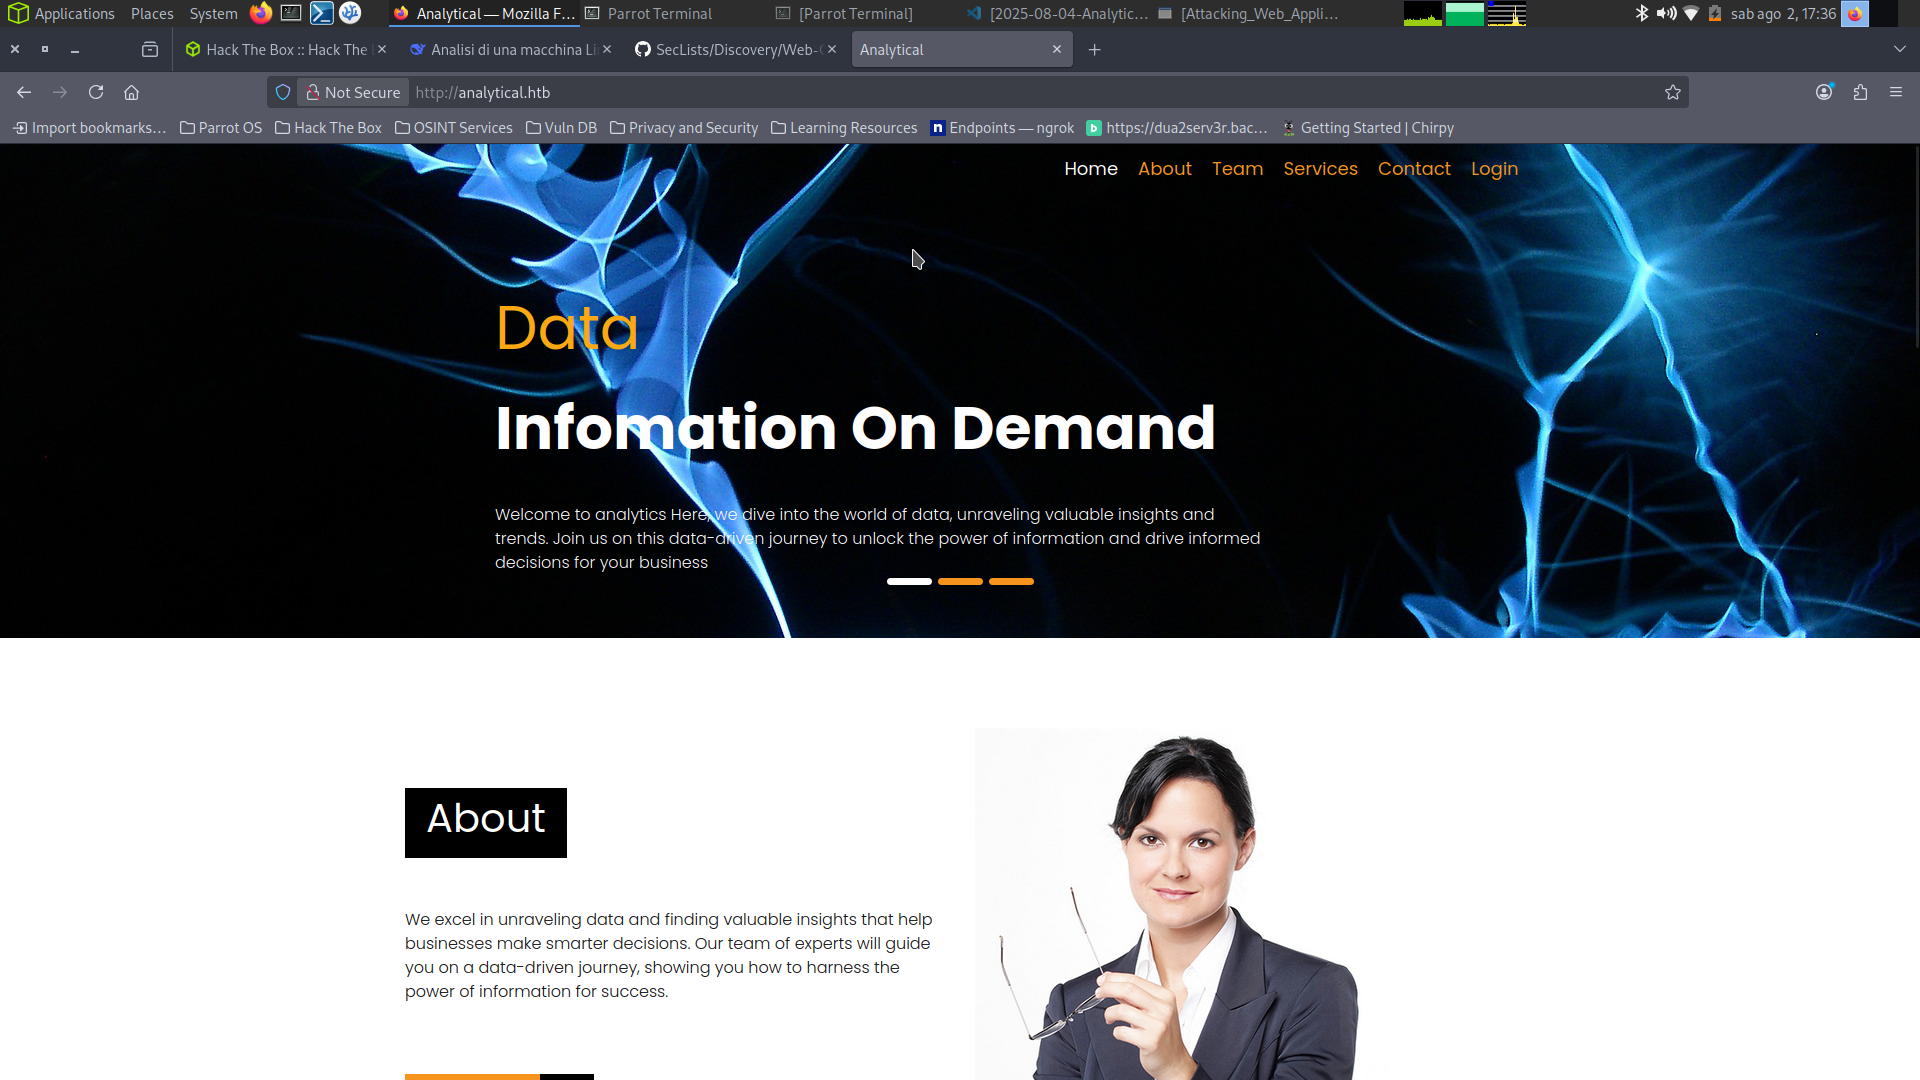 Applications Places System Analytical — Mozilla F... Parrot Terminal [Parrot Terminal] [2025-08-04-Analytic... [Attacking_Web_Appli... sab ago 2, 17:36
Hack The Box :: Hack The Analisi di una macchina Li SecLists/Discovery/Web- Analytical
Not Secure http://analytical.htb
Import bookmarks... Parrot OS Hack The Box OSINT Services Vuln DB Privacy and Security Learning Resources n Endpoints — ngrok b https://dua2serv3r.bac... Getting Started | Chirpy
Home About Team Services Contact Login
Data
Infomation On Demand
Welcome to analytics Here, we dive into the world of data, unraveling valuable insights and
trends. Join us on this data-driven journey to unlock the power of information and drive informed
decisions for your business
About
We excel in unraveling data and finding valuable insights that help
businesses make smarter decisions. Our team of experts will guide
you on a data-driven journey, showing you how to harness the
power of information for success.